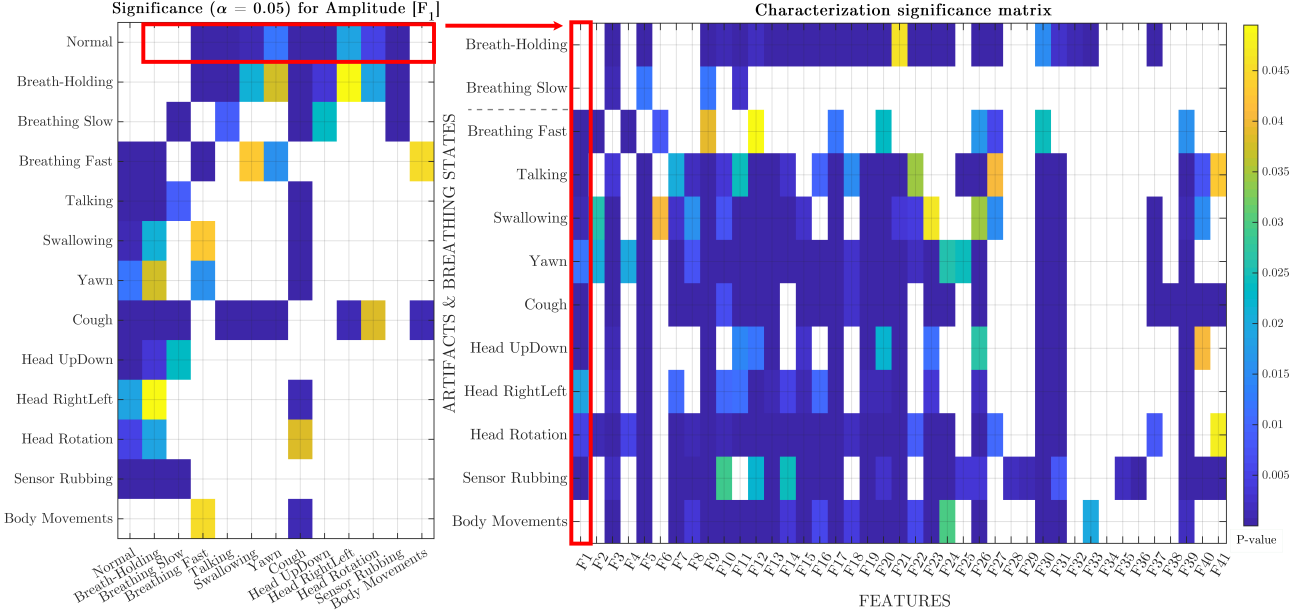 Significance (α = 0.05) for Amplitude [F1]
Normal
Breath-Holding
Breathing Slow
Breathing Fast
Talking
Swallowing
Yawn
Cough
Head UpDown
Head RightLeft
Head Rotation
Sensor Rubbing
Body Movements
Normal
Breath-Holding
Breathing Slow
Breathing Fast
Talking
Swallowing
Yawn
Cough
Head UpDown
Head RightLeft
Head Rotation
Sensor Rubbing
Body Movements
Characterization significance matrix
ARTIFACTS & BREATHING STATES
Breath-Holding
Breathing Slow
Breathing Fast
Talking
Swallowing
Yawn
Cough
Head UpDown
Head RightLeft
Head Rotation
Sensor Rubbing
Body Movements
F1
F2
F3
F4
F5
F6
F7
F8
F9
F10
F11
F12
F13
F14
F15
F16
F17
F18
F19
F20
F21
F22
F23
F24
F25
F26
F27
F28
F29
F30
F31
F32
F33
F34
F35
F36
F37
F38
F39
F40
F41
FEATURES
0.045
0.04
0.035
0.03
0.025
0.02
0.015
0.01
0.005
P-value